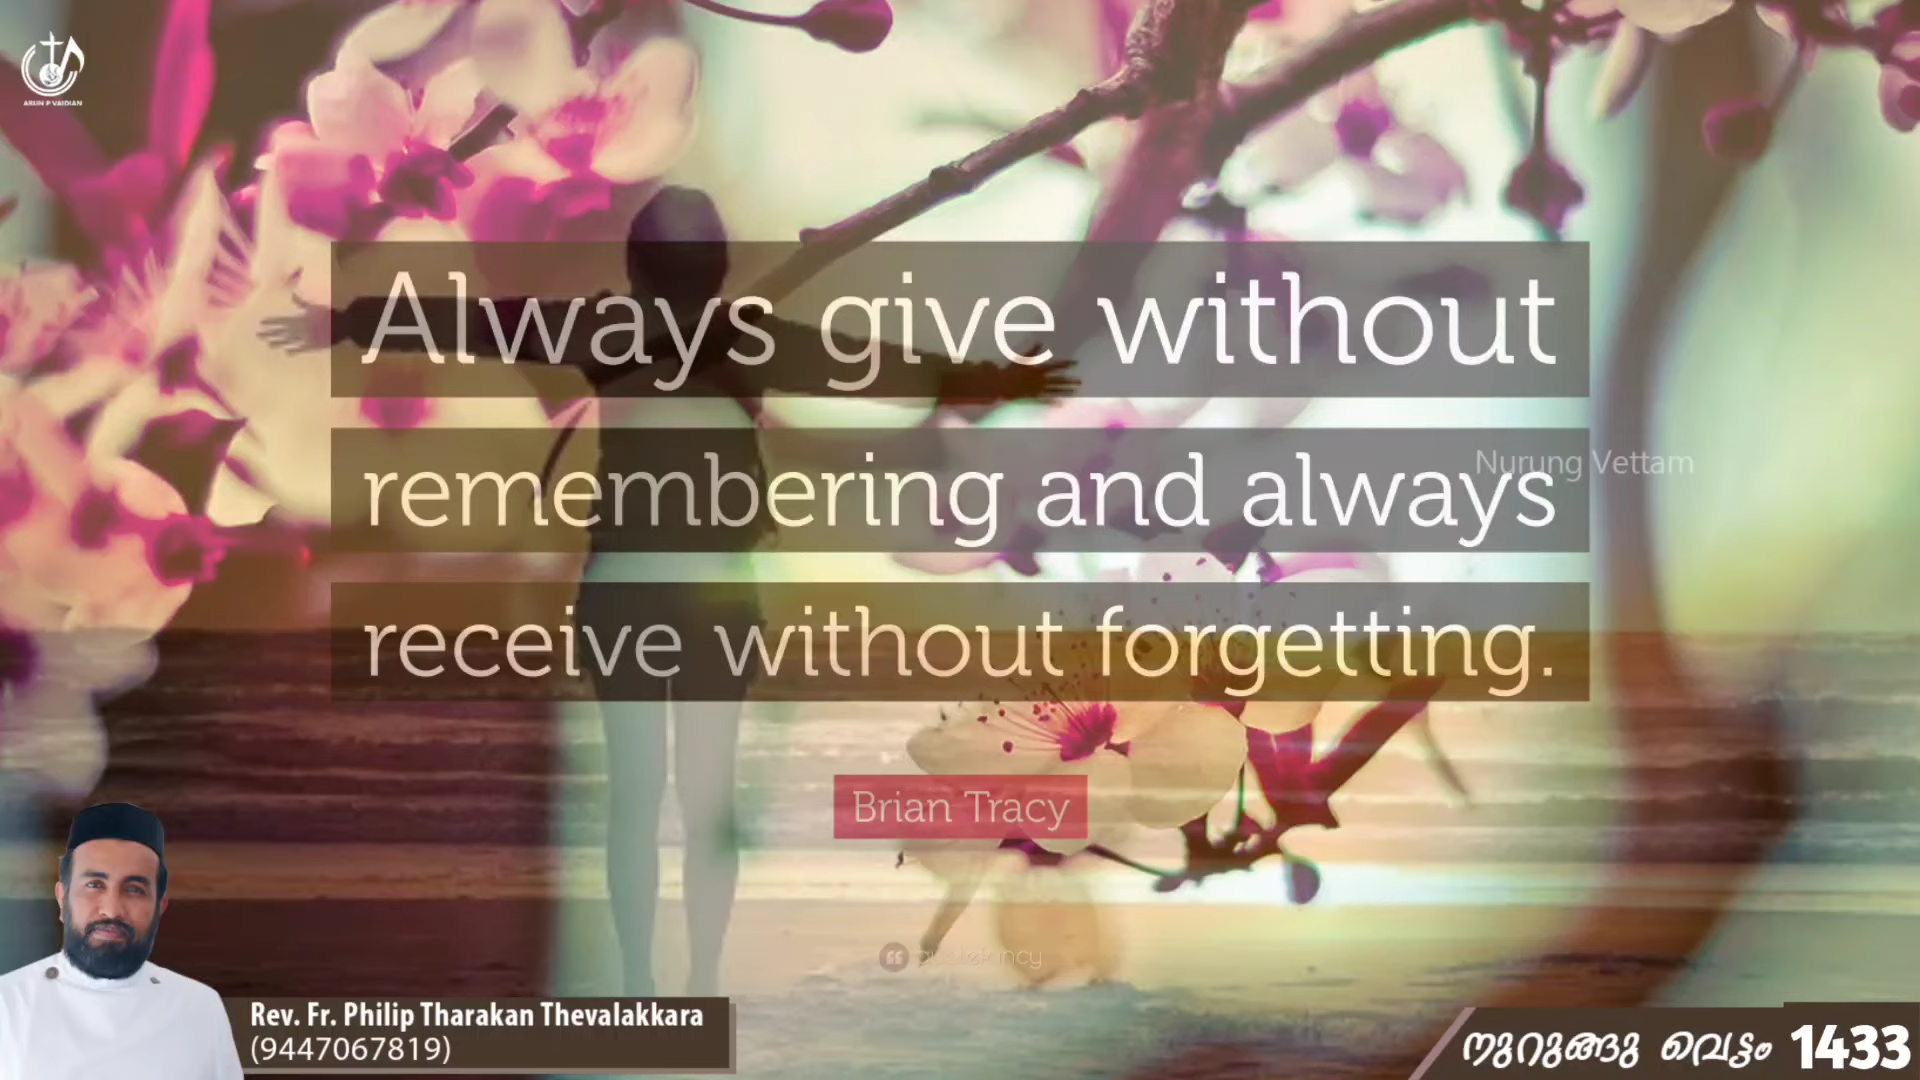 ARUN P VAIDIAN
Always give without
remembering and always
Nurung Vettam
receive without forgetting.
Brian Tracy
quotefancy
Rev. Fr. Philip Tharakan Thevalakkara
(9447067819)
നുറുങ്ങു വെട്ടം 1433